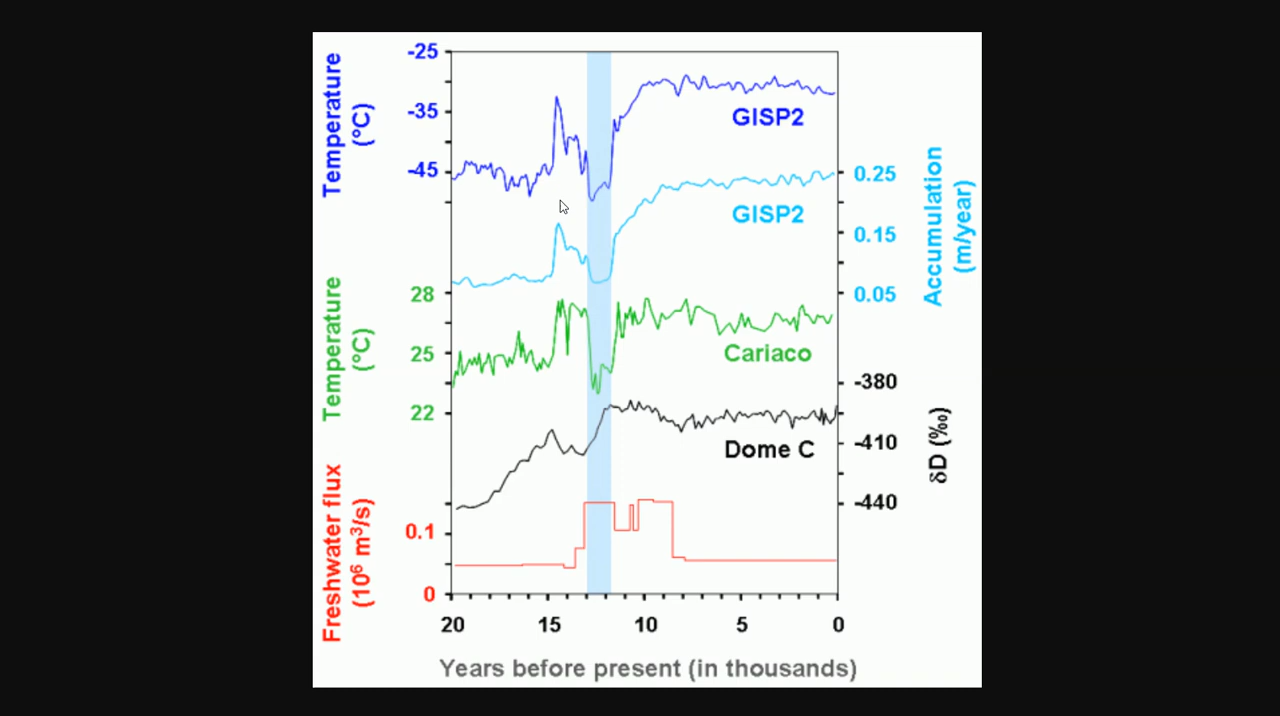 Temperature
(°C)
-25
-35
-45
GISP2
GISP2
0.25
0.15
0.05
Accumulation
(m/year)
Temperature
(°C)
28
25
22
Cariaco
-380
-410
-440
δD (‰)
Dome C
Freshwater flux
(10⁶ m³/s)
0.1
0
20 15 10 5 0
Years before present (in thousands)